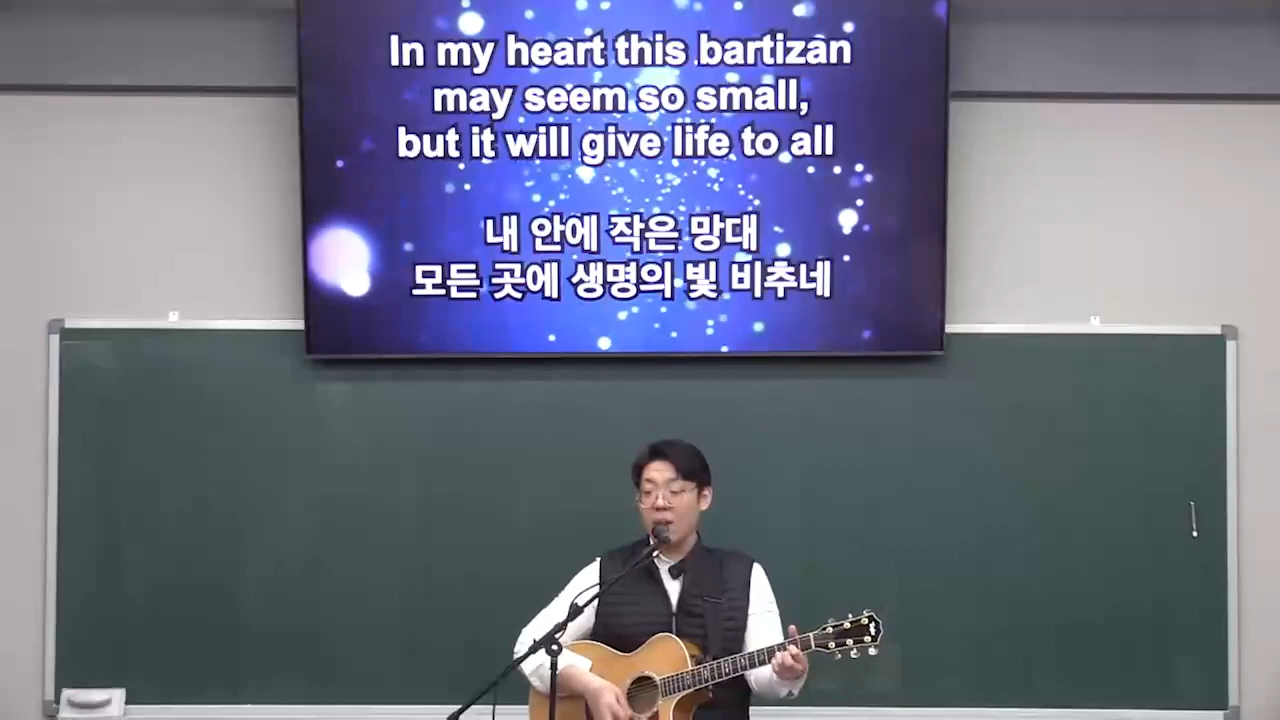 In my heart this bartizan
may seem so small,
but it will give life to all
내 안에 작은 망대
모든 곳에 생명의 빛 비추네